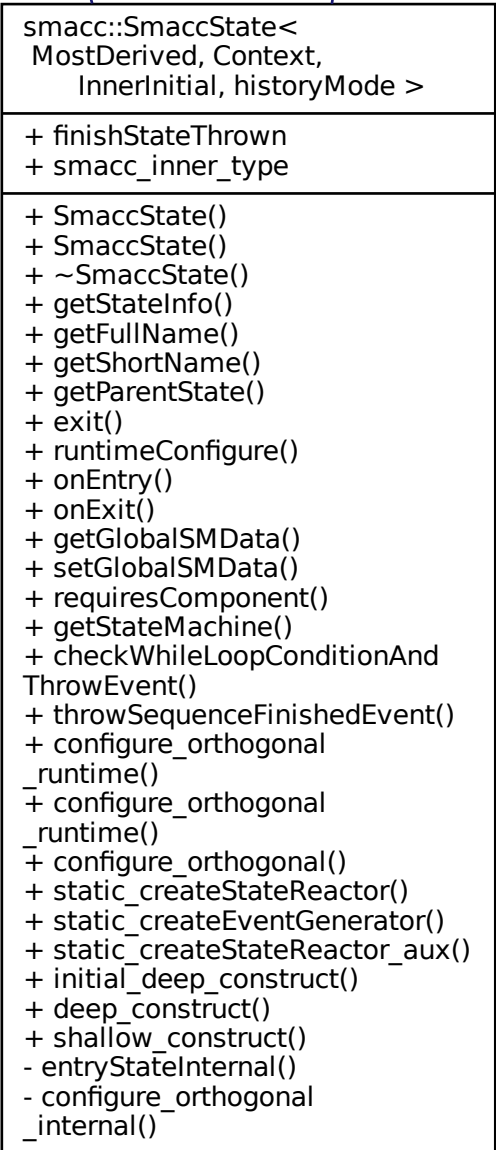 smacc::SmaccState<
MostDerived, Context,
InnerInitial, historyMode >
+ finishStateThrown
+ smacc_inner_type
+ SmaccState()
+ SmaccState()
+ ~SmaccState()
+ getStateInfo()
+ getFullName()
+ getShortName()
+ getParentState()
+ exit()
+ runtimeConfigure()
+ onEntry()
+ onExit()
+ getGlobalSMData()
+ setGlobalSMData()
+ requiresComponent()
+ getStateMachine()
+ checkWhileLoopConditionAnd
ThrowEvent()
+ throwSequenceFinishedEvent()
+ configure_orthogonal
_runtime()
+ configure_orthogonal
_runtime()
+ configure_orthogonal()
+ static_createStateReactor()
+ static_createEventGenerator()
+ static_createStateReactor_aux()
+ initial_deep_construct()
+ deep_construct()
+ shallow_construct()
- entryStateInternal()
- configure_orthogonal
_internal()